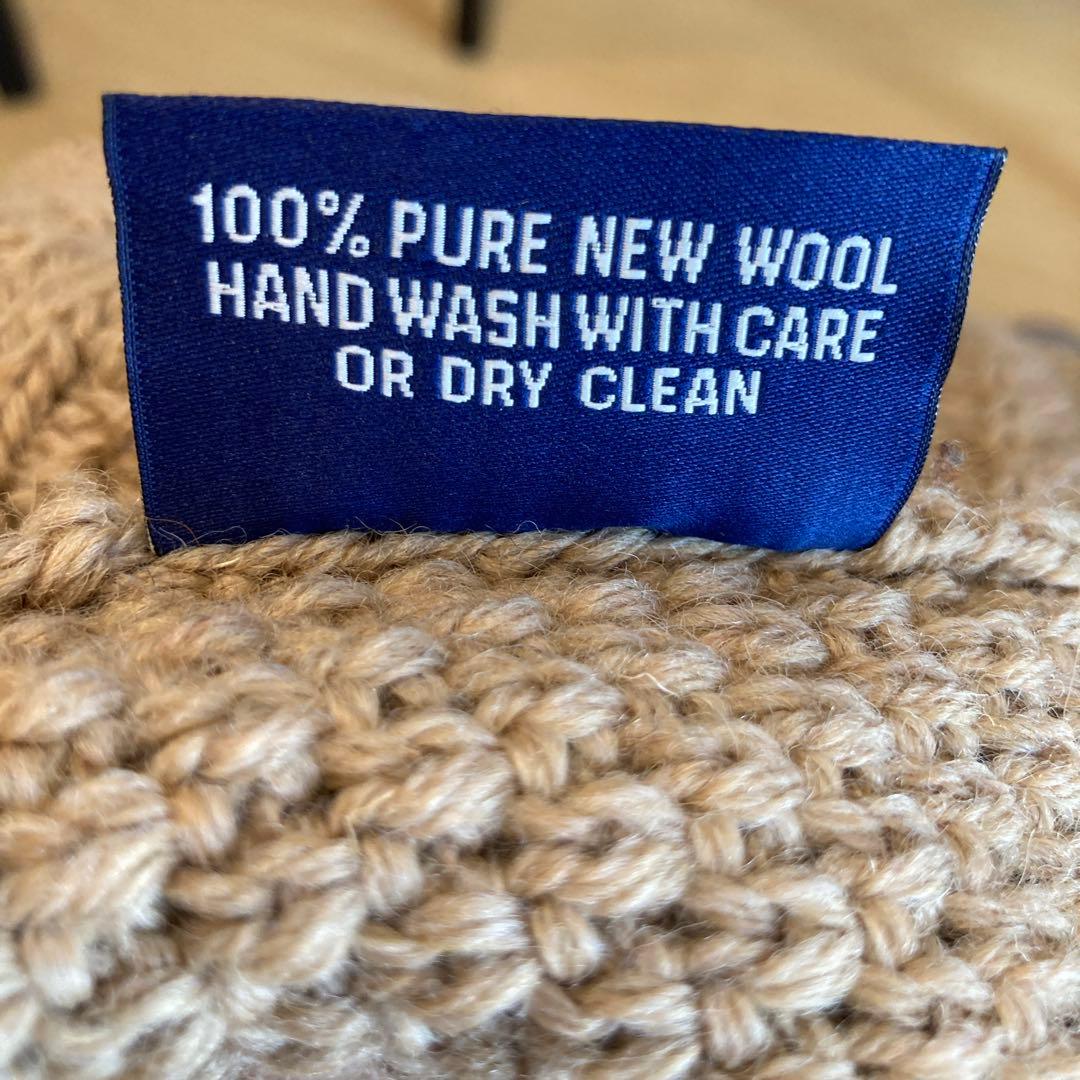 100% PURE NEW WOOL
HAND WASH WITH CARE
OR DRY CLEAN